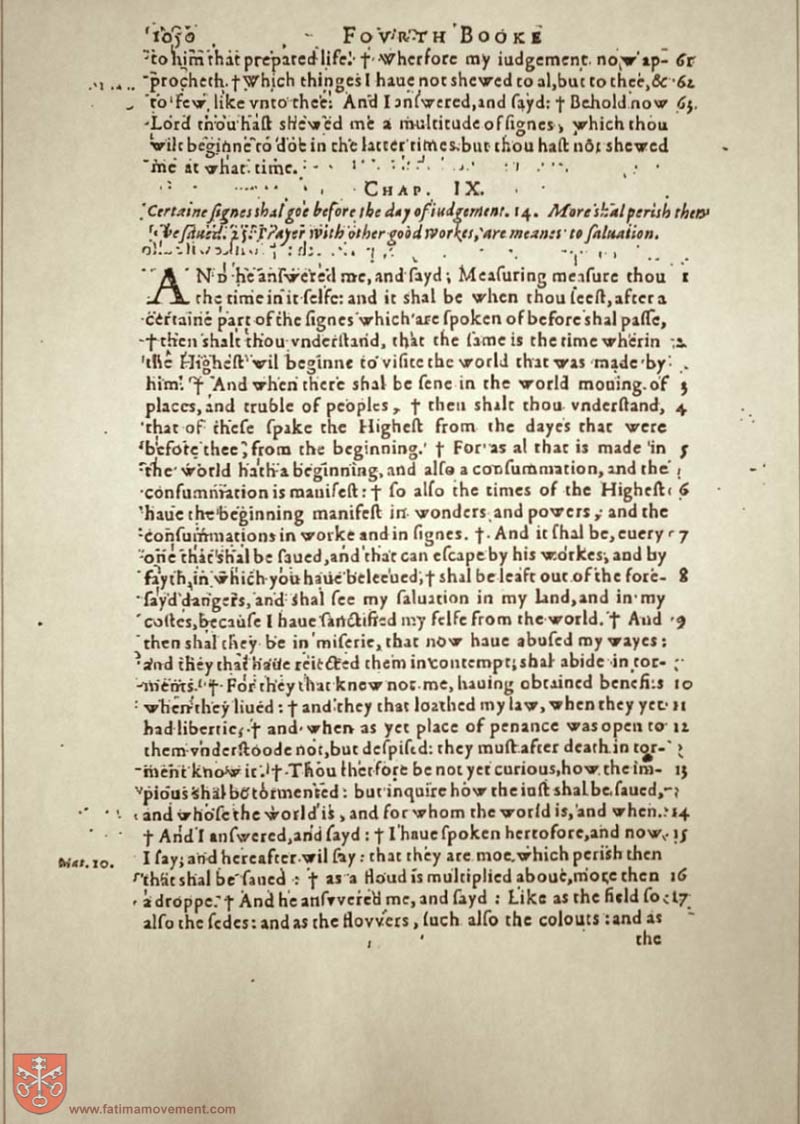 1050 FOVRTH BOOKE
to him that prepared life. † Wherfore my iudgement now ap- 61
procheth. † Which thinges I haue not shewed to al, but to thee, & 62
to few like vnto thee. And I answered, and sayd: † Behold now 63
Lord thou haſt shewed me a multitude of ſignes, which thou
wilt beginne to doe in the latter times. but thou haſt not shewed
me at what time.
CHAP. IX.
Certaine ſignes shal goe before the day of iudgement. 14. More shal perish then
be ſaued. Prayer with other good workes, are meanes to ſaluation.
AND he anſwered me, and ſayd; Meaſuring meaſure thou 1
the time in it ſelfe: and it shal be when thou ſeeſt, after a
certaine part of the ſignes which are ſpoken of before shal paſſe,
† then shalt thou vnderſtand, that the ſame is the time wherin 2
the Higheſt wil beginne to viſite the world that was made by
him. † And when there shal be ſene in the world mouing of 3
places, and truble of peoples, † then shalt thou vnderſtand, 4
that of theſe ſpake the Higheſt from the dayes that were
before thee, from the beginning. † For as al that is made in 5
the world hath a beginning, and alſo a conſummation, and the
conſummation is manifeſt: † ſo alſo the times of the Higheſt 6
haue the beginning manifeſt in wonders and powers, and the
conſummations in worke and in ſignes. † And it ſhal be, euery 7
one that shal be ſaued, and that can eſcape by his workes, and by
fayth, in which you haue beleeued, † shal be leaft out of the fore- 8
ſayd dangers, and shal ſee my ſaluation in my land, and in my
coſtes, becauſe I haue ſanctified my ſelfe from the world. † And 9
then shal they be in miſerie, that now haue abuſed my wayes:
and they that haue reiected them in contempt, shal abide in tor-
ments. † For they that knew not me, hauing obtained benefits 10
when they liued: † and they that loathed my law, when they yet 11
had libertie, † and when as yet place of penance was open to 12
them vnderſtoode not, but deſpiſed: they muſt after death in tor-
ment know it. † Thou therfore be not yet curious, how the im- 13
pious shal be tormented: but inquire how the iuſt shal be ſaued,
and whoſe the world is, and for whom the world is, and when. 14
† And I anſwered, and ſayd: † I haue ſpoken hertofore, and now 15
Mat. 10. I ſay, and hereafter wil ſay: that they are moe, which perish then
that shal be ſaued: † as a floud is multiplied aboue, more then 16
a droppe. † And he anſvvered me, and ſayd: Like as the field ſo 17
alſo the ſedes: and as the flovvers, ſuch alſo the colours: and as
the
www.fatimamovement.com